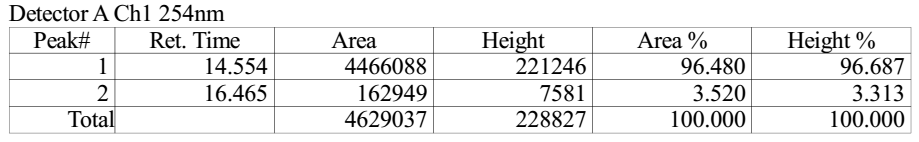 Detector A Ch1 254nm
Peak# Ret. Time Area Height Area % Height %
1 14.554 4466088 221246 96.480 96.687
2 16.465 162949 7581 3.520 3.313
Total 4629037 228827 100.000 100.000